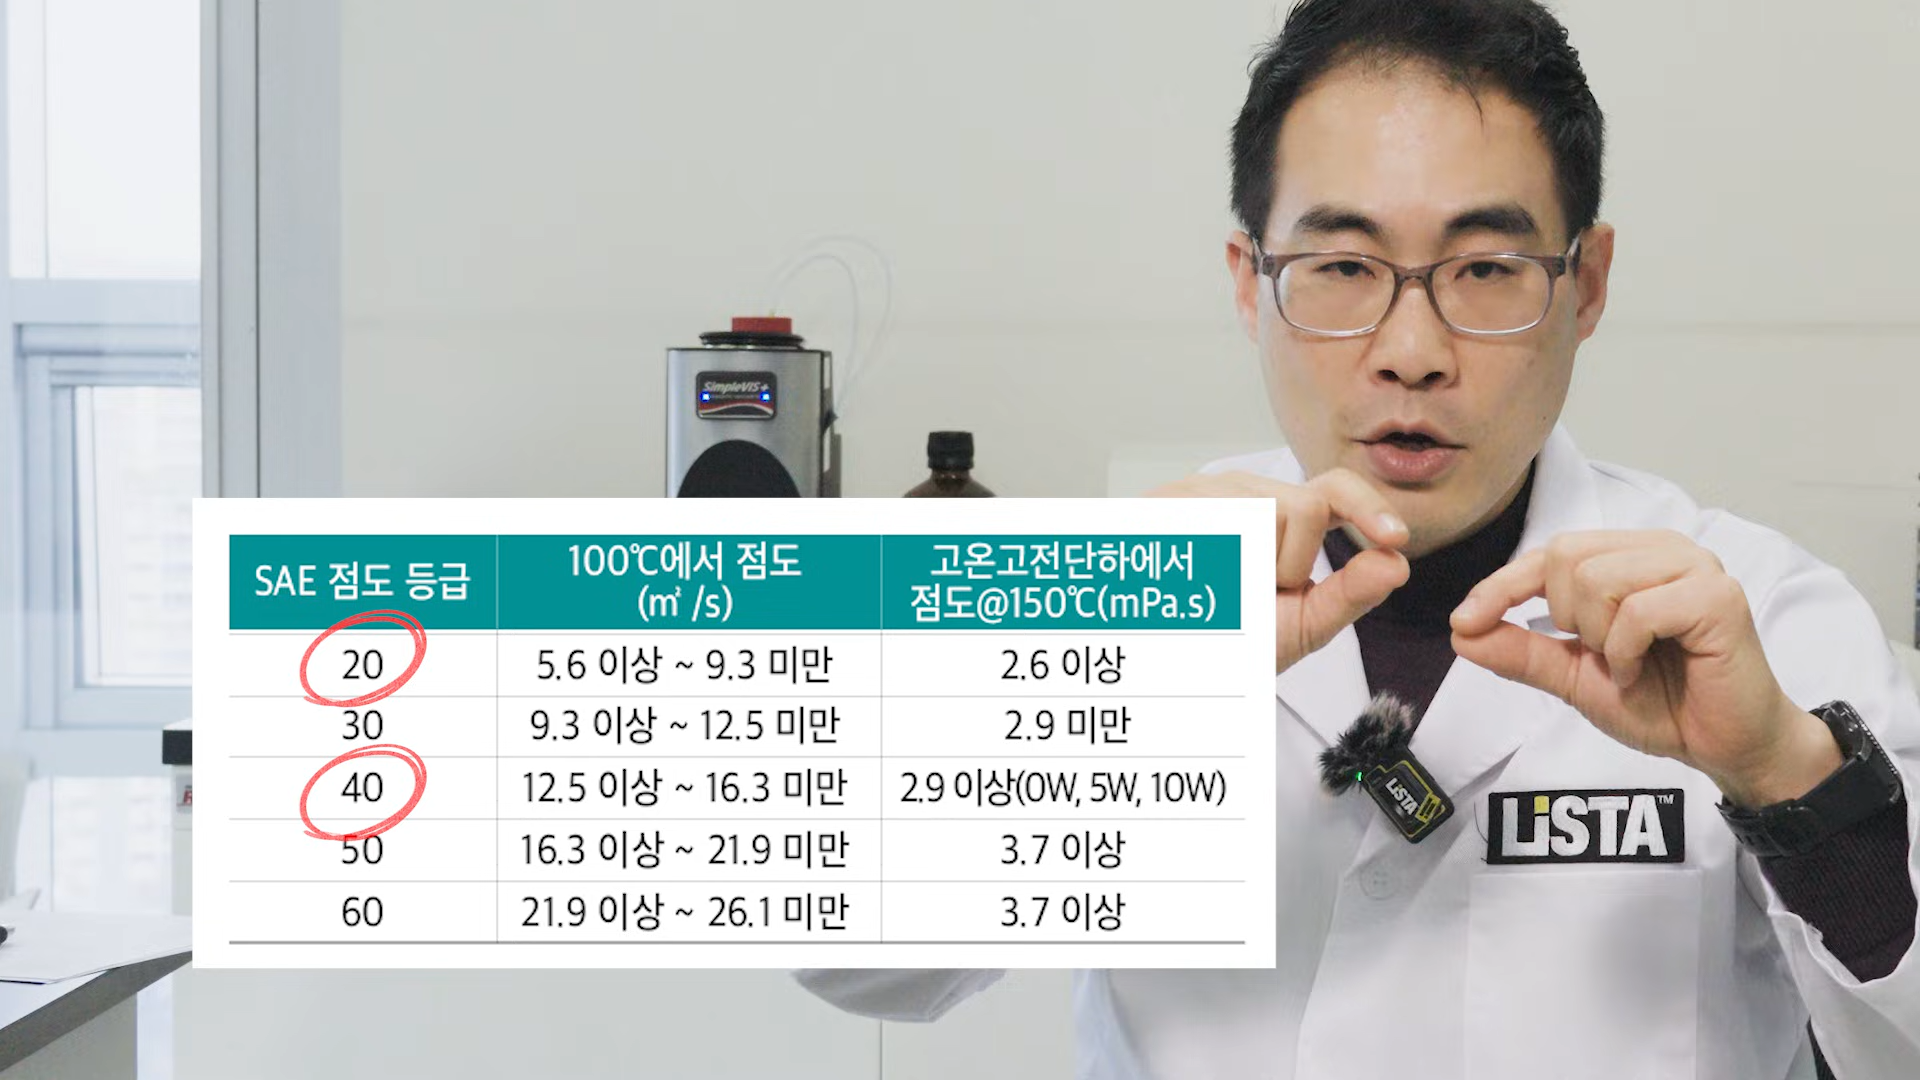 SimpleVIS+
SAE 점도 등급
100℃에서 점도
(㎡ /s)
고온고전단하에서
점도@150℃(mPa.s)
20
5.6 이상 ~ 9.3 미만
2.6 이상
30
9.3 이상 ~ 12.5 미만
2.9 미만
40
12.5 이상 ~ 16.3 미만
2.9 이상(0W, 5W, 10W)
50
16.3 이상 ~ 21.9 미만
3.7 이상
60
21.9 이상 ~ 26.1 미만
3.7 이상
LiSTA
LiSTA™